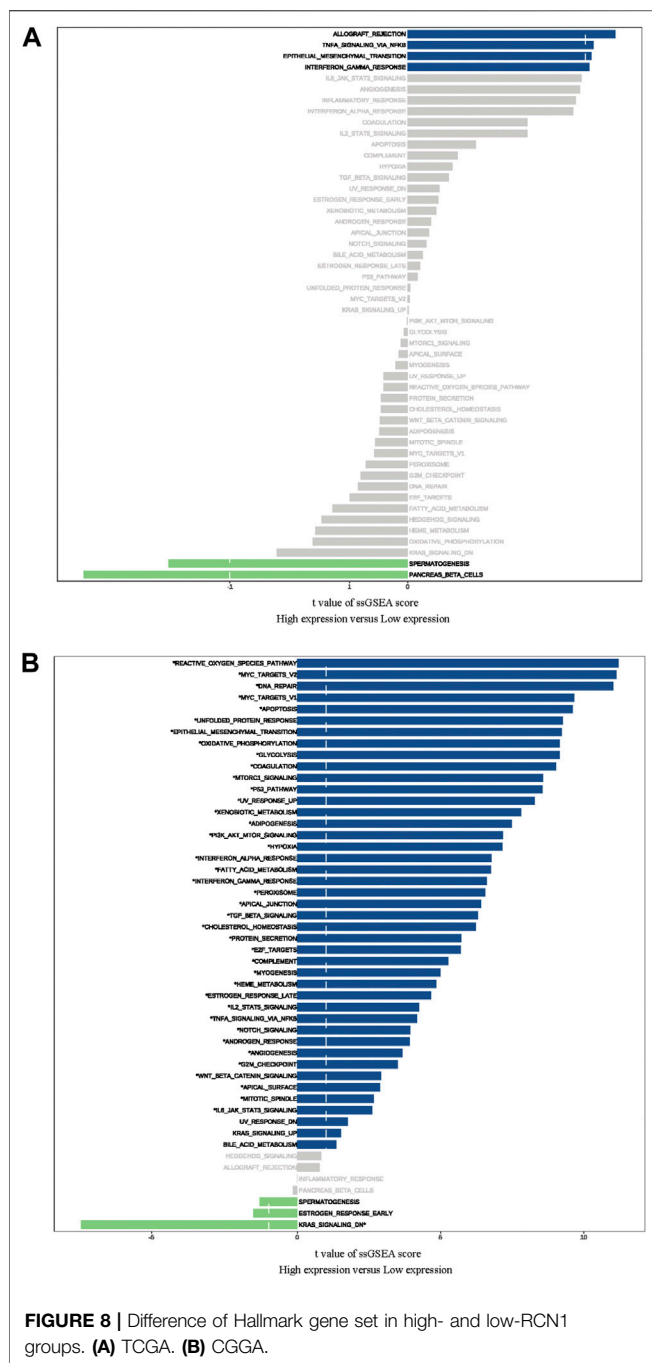 A
ALLOGRAFT_REJECTION
TNFA_SIGNALING_VIA_NFKB
EPITHELIAL_MESENCHYMAL_TRANSITION
INTERFERON_GAMMA_RESPONSE
IL6_JAK_STAT3_SIGNALING
ANGIOGENESIS
INFLAMMATORY_RESPONSE
INTERFERON_ALPHA_RESPONSE
COAGULATION
IL2_STAT5_SIGNALING
APOPTOSIS
COMPLEMENT
HYPOXIA
TGF_BETA_SIGNALING
UV_RESPONSE_DN
ESTROGEN_RESPONSE_EARLY
XENOBIOTIC_METABOLISM
ANDROGEN_RESPONSE
APICAL_JUNCTION
NOTCH_SIGNALING
BILE_ACID_METABOLISM
ESTROGEN_RESPONSE_LATE
P53_PATHWAY
UNFOLDED_PROTEIN_RESPONSE
MYC_TARGETS_V2
KRAS_SIGNALING_UP
PI3K_AKT_MTOR_SIGNALING
GLYCOLYSIS
MTORC1_SIGNALING
APICAL_SURFACE
MYOGENESIS
UV_RESPONSE_UP
REACTIVE_OXYGEN_SPECIES_PATHWAY
PROTEIN_SECRETION
CHOLESTEROL_HOMEOSTASIS
WNT_BETA_CATENIN_SIGNALING
ADIPOGENESIS
MITOTIC_SPINDLE
MYC_TARGETS_V1
PEROXISOME
G2M_CHECKPOINT
DNA_REPAIR
E2F_TARGETS
FATTY_ACID_METABOLISM
HEDGEHOG_SIGNALING
HEME_METABOLISM
OXIDATIVE_PHOSPHORYLATION
KRAS_SIGNALING_DN
SPERMATOGENESIS
PANCREAS_BETA_CELLS
-1 1 0
t value of ssGSEA score
High expression versus Low expression
B
*REACTIVE_OXYGEN_SPECIES_PATHWAY
*MYC_TARGETS_V2
*DNA_REPAIR
*MYC_TARGETS_V1
*APOPTOSIS
*UNFOLDED_PROTEIN_RESPONSE
*EPITHELIAL_MESENCHYMAL_TRANSITION
*OXIDATIVE_PHOSPHORYLATION
*GLYCOLYSIS
*COAGULATION
*MTORC1_SIGNALING
*P53_PATHWAY
*UV_RESPONSE_UP
*XENOBIOTIC_METABOLISM
*ADIPOGENESIS
*PI3K_AKT_MTOR_SIGNALING
*HYPOXIA
*INTERFERON_ALPHA_RESPONSE
*FATTY_ACID_METABOLISM
*INTERFERON_GAMMA_RESPONSE
*PEROXISOME
*APICAL_JUNCTION
*TGF_BETA_SIGNALING
*CHOLESTEROL_HOMEOSTASIS
*PROTEIN_SECRETION
*E2F_TARGETS
*COMPLEMENT
*MYOGENESIS
*HEME_METABOLISM
*ESTROGEN_RESPONSE_LATE
*IL2_STAT5_SIGNALING
*TNFA_SIGNALING_VIA_NFKB
*NOTCH_SIGNALING
*ANDROGEN_RESPONSE
*ANGIOGENESIS
*G2M_CHECKPOINT
*WNT_BETA_CATENIN_SIGNALING
*APICAL_SURFACE
*MITOTIC_SPINDLE
*IL6_JAK_STAT3_SIGNALING
UV_RESPONSE_DN
KRAS_SIGNALING_UP
BILE_ACID_METABOLISM
HEDGEHOG_SIGNALING
ALLOGRAFT_REJECTION
INFLAMMATORY_RESPONSE
PANCREAS_BETA_CELLS
SPERMATOGENESIS
ESTROGEN_RESPONSE_EARLY
KRAS_SIGNALING_DN*
0 10
t value of ssGSEA score
High expression versus Low expression
FIGURE 8 | Difference of Hallmark gene set in high- and low-RCN1
groups. (A) TCGA. (B) CGGA.